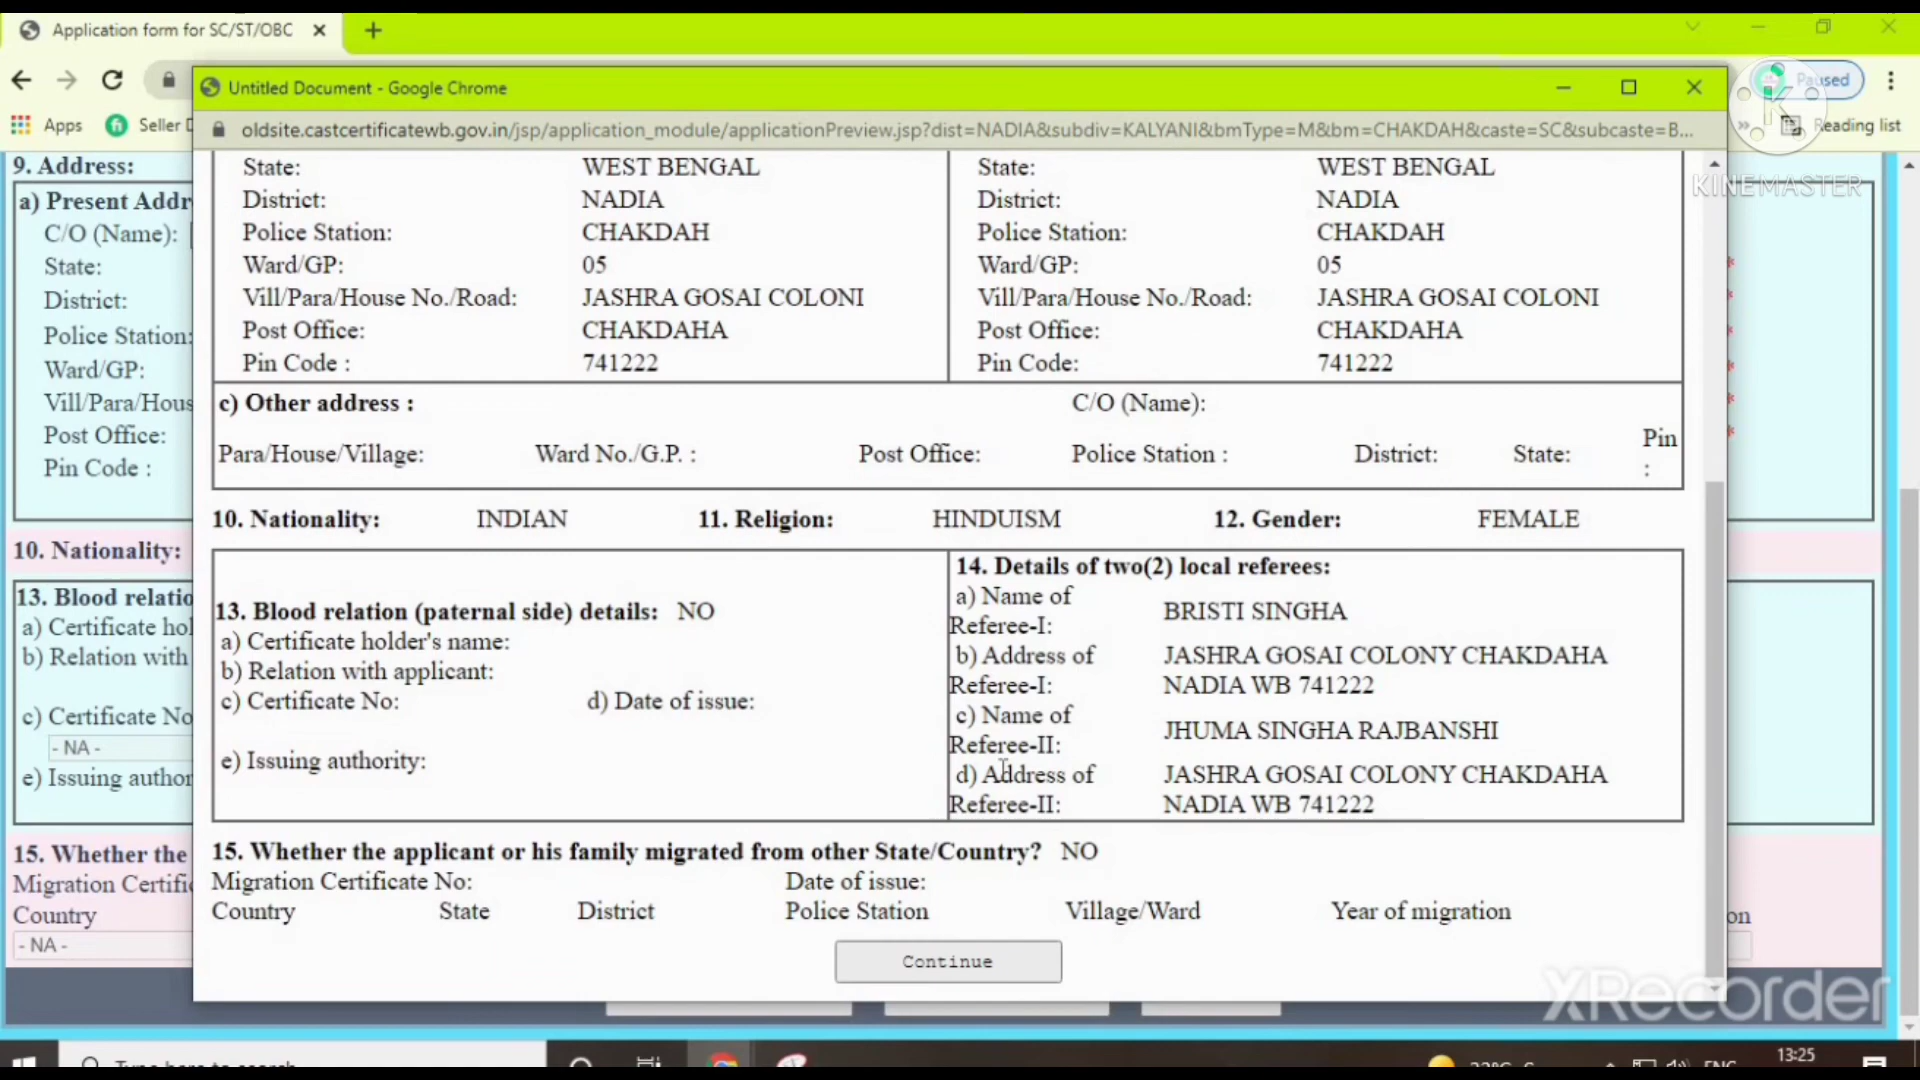 Application form for SC/ST/OBC
Paused
Untitled Document - Google Chrome
Apps
Seller
Reading list
oldsite.castcertificatewb.gov.in/jsp/application_module/applicationPreview.jsp?dist=NADIA&subdiv=KALYANI&bmType=M&bm=CHAKDAH&caste=SC&subcaste=B...
KINEMASTER
9. Address:
a) Present Addr
C/O (Name):
State:
District:
Police Station:
Ward/GP:
Vill/Para/Hous
Post Office:
Pin Code :
10. Nationality:
13. Blood relatio
a) Certificate hol
b) Relation with
c) Certificate No
- NA -
e) Issuing author
15. Whether the
Migration Certific
Country
- NA -
State: WEST BENGAL State: WEST BENGAL
District: NADIA District: NADIA
Police Station: CHAKDAH Police Station: CHAKDAH
Ward/GP: 05 Ward/GP: 05
Vill/Para/House No./Road: JASHRA GOSAI COLONI Vill/Para/House No./Road: JASHRA GOSAI COLONI
Post Office: CHAKDAHA Post Office: CHAKDAHA
Pin Code : 741222 Pin Code: 741222
c) Other address : C/O (Name):
Para/House/Village: Ward No./G.P. : Post Office: Police Station : District: State: Pin :
10. Nationality: INDIAN 11. Religion: HINDUISM 12. Gender: FEMALE
13. Blood relation (paternal side) details: NO
a) Certificate holder's name:
b) Relation with applicant:
c) Certificate No: d) Date of issue:
e) Issuing authority:
14. Details of two(2) local referees:
a) Name of
Referee-I: BRISTI SINGHA
b) Address of JASHRA GOSAI COLONY CHAKDAHA
Referee-I: NADIA WB 741222
c) Name of
Referee-II: JHUMA SINGHA RAJBANSHI
d) Address of JASHRA GOSAI COLONY CHAKDAHA
Referee-II: NADIA WB 741222
15. Whether the applicant or his family migrated from other State/Country? NO
Migration Certificate No: Date of issue:
Country State District Police Station Village/Ward Year of migration
on
Continue
XRecorder
13:25